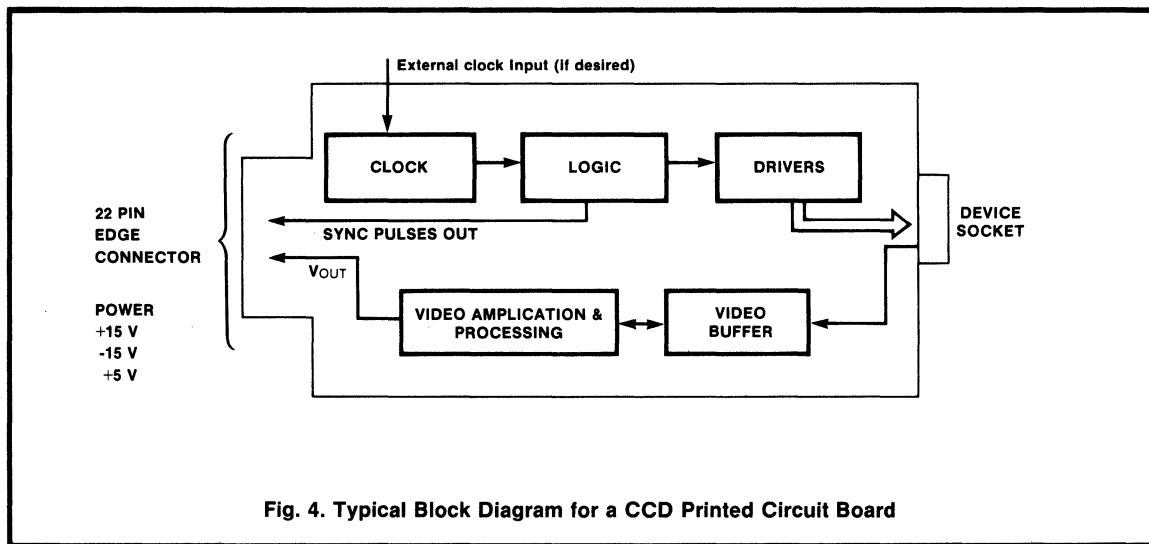 External clock input (if desired)
CLOCK
LOGIC
DRIVERS
22 PIN
EDGE
CONNECTOR
SYNC PULSES OUT
DEVICE
SOCKET
VOUT
POWER
+15 V
-15 V
+5 V
VIDEO AMPLICATION &
PROCESSING
VIDEO
BUFFER
Fig. 4. Typical Block Diagram for a CCD Printed Circuit Board